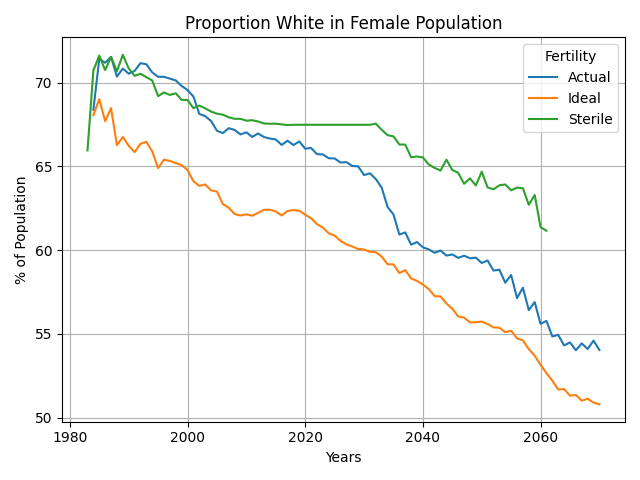 Proportion White in Female Population
% of Population
70
65
60
55
50
1980
2000
2020
2040
2060
Years
Fertility
Actual
Ideal
Sterile